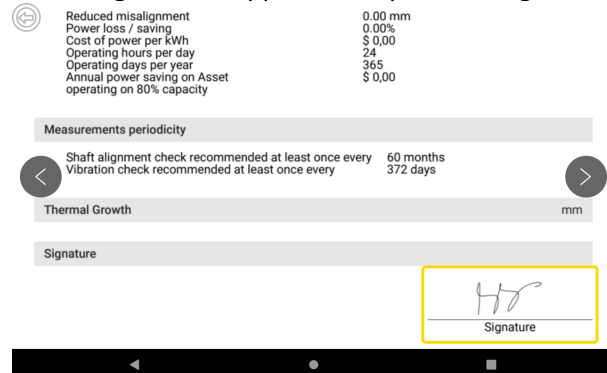 Reduced misalignment 0.00 mm
Power loss / saving 0.00%
Cost of power per kWh $ 0,00
Operating hours per day 24
Operating days per year 365
Annual power saving on Asset $ 0,00
operating on 80% capacity
Measurements periodicity
Shaft alignment check recommended at least once every 60 months
Vibration check recommended at least once every 372 days
Thermal Growth mm
Signature
Signature